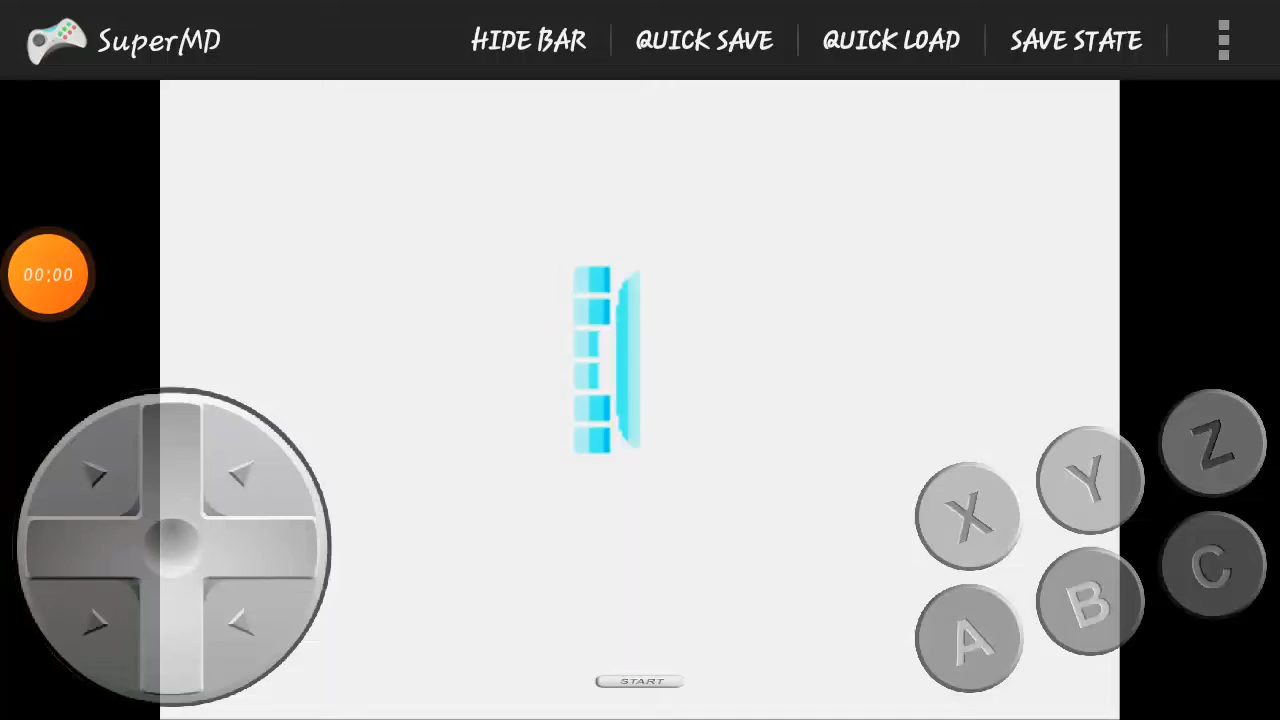 SuperMD
HIDE BAR
QUICK SAVE
QUICK LOAD
SAVE STATE
00:00
X
Y
Z
A
B
C
START